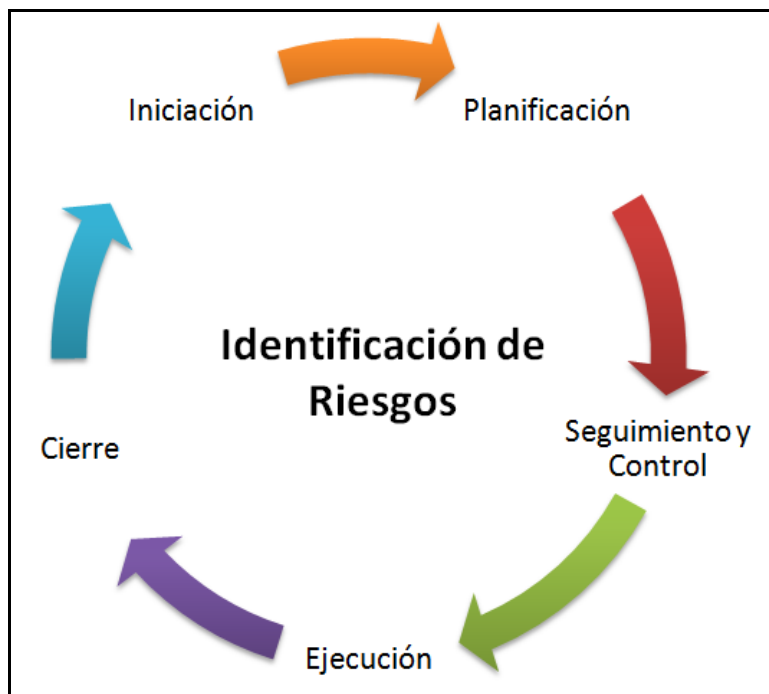 Iniciación
Planificación
Identificación de
Riesgos
Seguimiento y
Control
Cierre
Ejecución